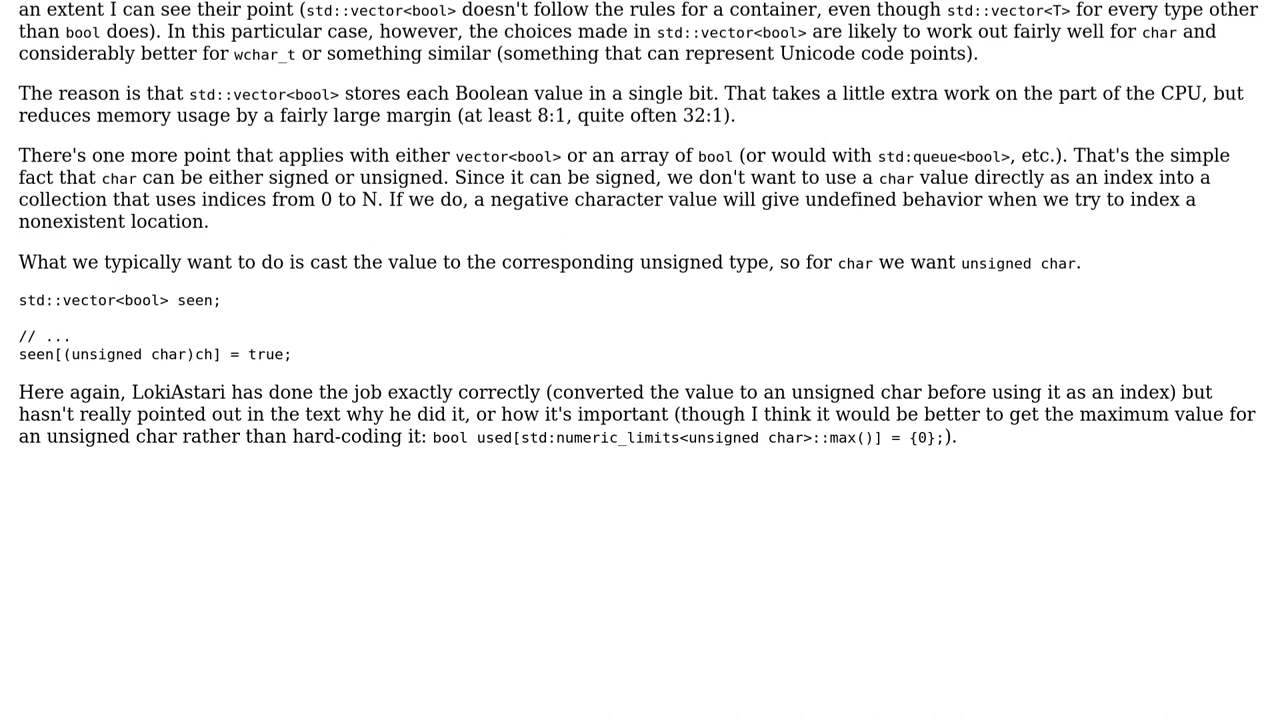 an extent I can see their point (std::vector<bool> doesn't follow the rules for a container, even though std::vector<T> for every type other
than bool does). In this particular case, however, the choices made in std::vector<bool> are likely to work out fairly well for char and
considerably better for wchar_t or something similar (something that can represent Unicode code points).
The reason is that std::vector<bool> stores each Boolean value in a single bit. That takes a little extra work on the part of the CPU, but
reduces memory usage by a fairly large margin (at least 8:1, quite often 32:1).
There's one more point that applies with either vector<bool> or an array of bool (or would with std:queue<bool>, etc.). That's the simple
fact that char can be either signed or unsigned. Since it can be signed, we don't want to use a char value directly as an index into a
collection that uses indices from 0 to N. If we do, a negative character value will give undefined behavior when we try to index a
nonexistent location.
What we typically want to do is cast the value to the corresponding unsigned type, so for char we want unsigned char.
std::vector<bool> seen;
// ...
seen[(unsigned char)ch] = true;
Here again, LokiAstari has done the job exactly correctly (converted the value to an unsigned char before using it as an index) but
hasn't really pointed out in the text why he did it, or how it's important (though I think it would be better to get the maximum value for
an unsigned char rather than hard-coding it: bool used[std:numeric_limits<unsigned char>::max()] = {0};).